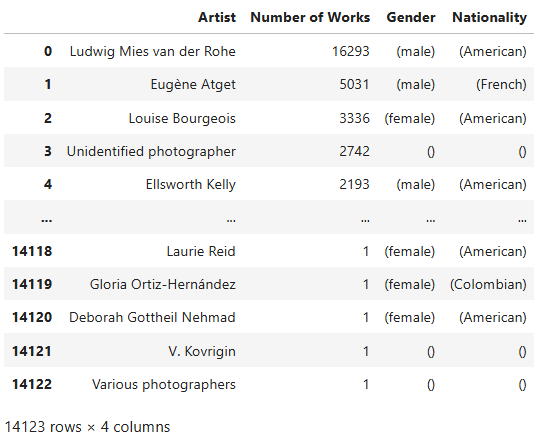 Artist Number of Works Gender Nationality
0 Ludwig Mies van der Rohe 16293 (male) (American)
1 Eugène Atget 5031 (male) (French)
2 Louise Bourgeois 3336 (female) (American)
3 Unidentified photographer 2742 () ()
4 Ellsworth Kelly 2193 (male) (American)
... ... ... ... ...
14118 Laurie Reid 1 (female) (American)
14119 Gloria Ortiz-Hernández 1 (female) (Colombian)
14120 Deborah Gottheil Nehmad 1 (female) (American)
14121 V. Kovrigin 1 () ()
14122 Various photographers 1 () ()
14123 rows × 4 columns